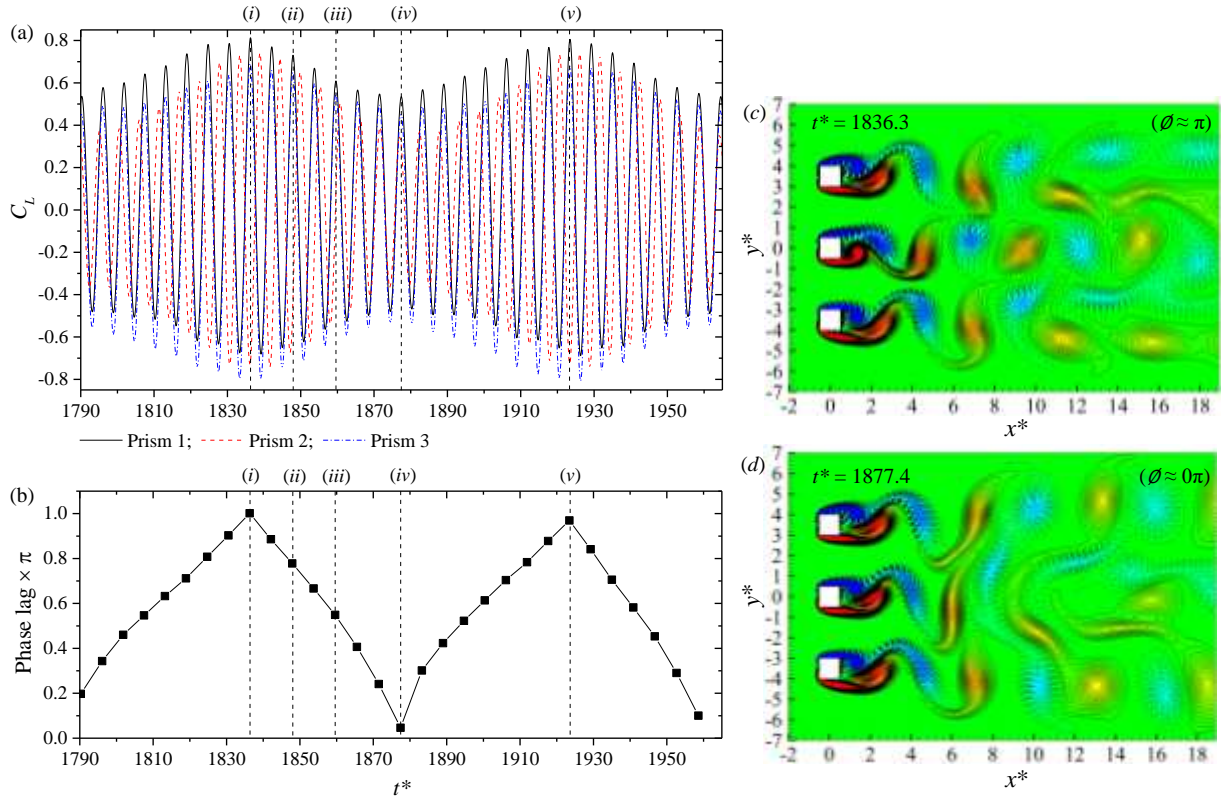 (i) (ii) (iii) (iv) (v)
(a)
0.8
0.6
0.4
0.2
0.0
-0.2
-0.4
-0.6
-0.8
C_L
1790 1810 1830 1850 1870 1890 1910 1930 1950
Prism 1; Prism 2; Prism 3
(i) (ii) (iii) (iv) (v)
(b)
1.0
0.8
0.6
0.4
0.2
0.0
Phase lag × π
1790 1810 1830 1850 1870 1890 1910 1930 1950
t*
(c)
t* = 1836.3 (Ø ≈ π)
7
6
5
4
3
2
1
0
-1
-2
-3
-4
-5
-6
-7
y*
-2 0 2 4 6 8 10 12 14 16 18
x*
(d)
t* = 1877.4 (Ø ≈ 0π)
7
6
5
4
3
2
1
0
-1
-2
-3
-4
-5
-6
-7
y*
-2 0 2 4 6 8 10 12 14 16 18
x*